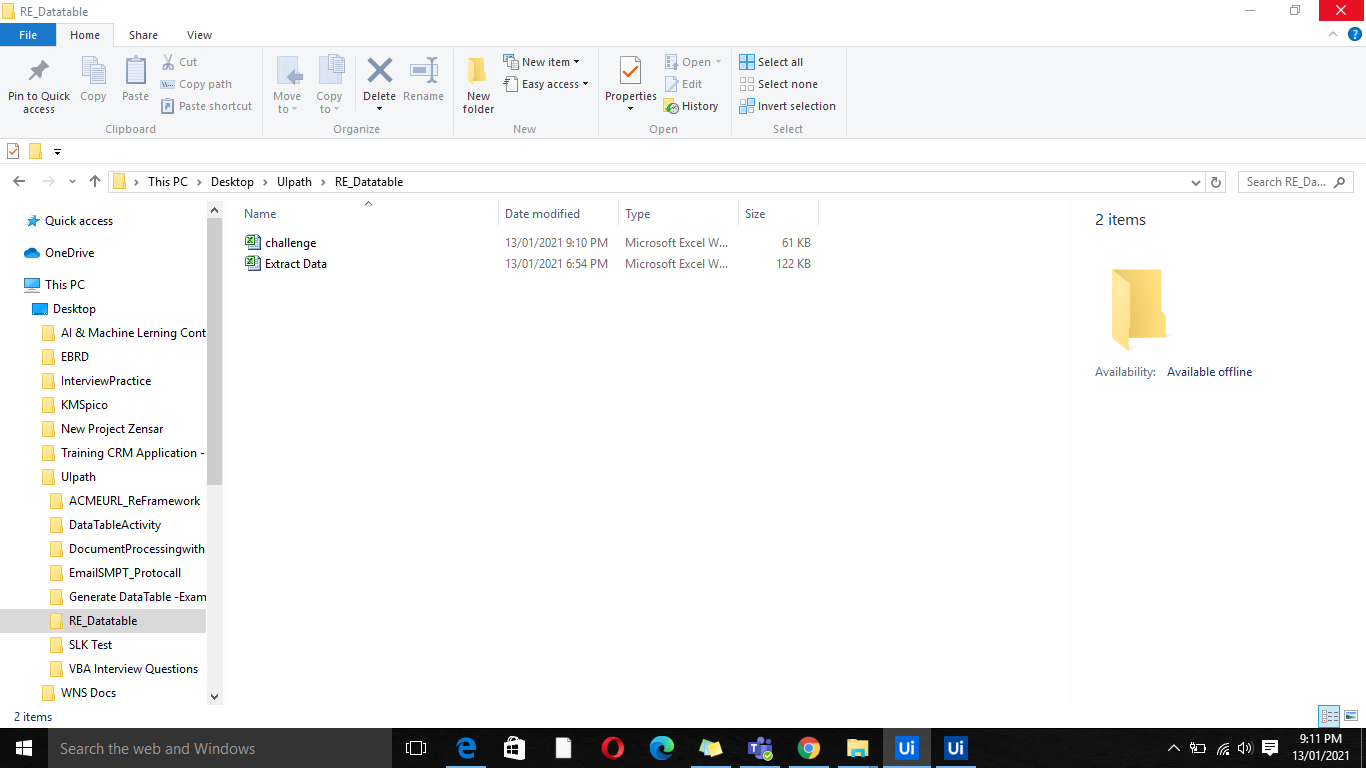 RE_Datatable
File Home Share View
Pin to Quick access
Copy
Paste
Cut
Copy path
Paste shortcut
Clipboard
Move to
Copy to
Delete
Rename
Organize
New folder
New item
Easy access
New
Properties
Open
Edit
History
Open
Select all
Select none
Invert selection
Select
This PC > Desktop > UIpath > RE_Datatable
Search RE_Da...
Quick access
OneDrive
This PC
Desktop
AI & Machine Lerning Cont
EBRD
InterviewPractice
KMSpico
New Project Zensar
Training CRM Application -
UIpath
ACMEURL_ReFramework
DataTableActivity
DocumentProcessingwith
EmailSMPT_Protocall
Generate DataTable -Exam
RE_Datatable
SLK Test
VBA Interview Questions
WNS Docs
Name Date modified Type Size
challenge 13/01/2021 9:10 PM Microsoft Excel W... 61 KB
Extract Data 13/01/2021 6:54 PM Microsoft Excel W... 122 KB
2 items
Availability: Available offline
2 items
Search the web and Windows
Ui
Ui
9:11 PM
13/01/2021